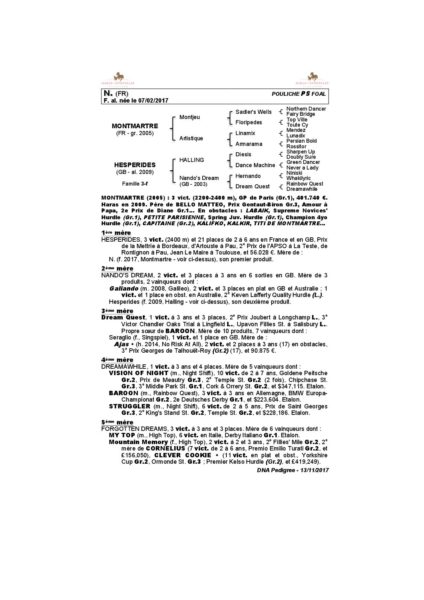 N. (FR) POULICHE PS FOAL
F. al. née le 07/02/2017
MONTMARTRE
(FR - gr. 2005)
Montjeu
Sadler's Wells
Northern Dancer
Fairy Bridge
Floripedes
Top Ville
Toute Cy
Artistique
Linamix
Mendez
Lunadix
Armarama
Persian Bold
Rossitor
HESPERIDES
(GB - al. 2009)
Famille 3-f
HALLING
Diesis
Sharpen Up
Doubly Sure
Dance Machine
Green Dancer
Never a Lady
Nando's Dream
(GB - 2003)
Hernando
Niniski
Whakilyric
Dream Quest
Rainbow Quest
Dreamawhile
MONTMARTRE (2005) : 3 vict. (2200-2400 m), GP de Paris (Gr.1), 401.740 €.
Haras en 2009. Père de BELLO MATTEO, Prix Gontaut-Biron Gr.3, Amour à
Papa, 2e Prix de Diane Gr.1... En obstacles : LABAIK, Supreme Novices'
Hurdle (Gr.1), PETITE PARISIENNE, Spring Juv. Hurdle (Gr.1), Champion 4yo
Hurdle (Gr.1), CAPITAINE (Gr.2), KALIFKO, KALKIR, TITI DE MONTMARTRE...
1ère mère
HESPERIDES, 3 vict. (2400 m) et 21 places de 2 à 6 ans en France et en GB, Prix
de la Mettrie à Bordeaux, d'Artouste à Pau, 2e Prix de l'APSO à La Teste, de
Rontignon à Pau, Jean Le Maire à Toulouse, et 56.028 €. Mère de :
N. (f. 2017, Montmartre - voir ci-dessus), son premier produit.
2ème mère
NANDO'S DREAM, 2 vict. et 3 places à 3 ans en 6 sorties en GB. Mère de 3
produits, 2 vainqueurs dont :
Galiando (m. 2008, Galileo), 2 vict. et 3 places en plat en GB et Australie ; 1
vict. et 1 place en obst. en Australie, 2e Keven Lafferty Quality Hurdle (L.).
Hesperides (f. 2009, Halling - voir ci-dessus), son deuxième produit.
3ème mère
Dream Quest, 1 vict. à 3 ans et 3 places, 2e Prix Joubert à Longchamp L., 3e
Victor Chandler Oaks Trial à Lingfield L., Upavon Fillies St. à Salisbury L..
Propre sœur de BAROON. Mère de 10 produits, 7 vainqueurs dont :
Seraglio (f., Singspiel), 1 vict. et 1 place en GB. Mère de :
Ajas • (h. 2014, No Risk At All), 2 vict. et 2 places à 3 ans (17) en obstacles,
3e Prix Georges de Talhouët-Roy (Gr.2) (17), et 90.875 €.
4ème mère
DREAMAWHILE, 1 vict. à 3 ans et 4 places. Mère de 5 vainqueurs dont :
VISION OF NIGHT (m., Night Shift), 10 vict. de 2 à 7 ans, Goldene Peitsche
Gr.2, Prix de Meautry Gr.3, 2e Temple St. Gr.2 (2 fois), Chipchase St.
Gr.3, 3e Middle Park St. Gr.1, Cork & Orrery St. Gr.2, et $347.115. Etalon.
BAROON (m., Rainbow Quest), 3 vict. à 3 ans en Allemagne, BMW Europa-
Championat Gr.2, 2e Deutsches Derby Gr.1, et $223.604. Etalon.
STRUGGLER (m., Night Shift), 6 vict. de 2 à 5 ans, Prix de Saint Georges
Gr.3, 2e King's Stand St. Gr.2, Temple St. Gr.2, et $228.186. Etalon.
5ème mère
FORGOTTEN DREAMS, 3 vict. à 3 ans et 3 places. Mère de 6 vainqueurs dont :
MY TOP (m., High Top), 6 vict. en Italie, Derby Italiano Gr.1. Etalon.
Mountain Memory (f., High Top), 2 vict. à 2 et 3 ans, 2e Fillies' Mile Gr.2, 2e
mère de CORNELIUS (7 vict. de 2 à 6 ans, Premio Emilio Turati Gr.2, et
£156.050), CLEVER COOKIE • (11 vict. en plat et obst., Yorkshire
Cup Gr.2, Ormonde St. Gr.3 ; Premier Kelso Hurdle (Gr.2), et £419.249).
DNA Pedigree - 13/11/2017